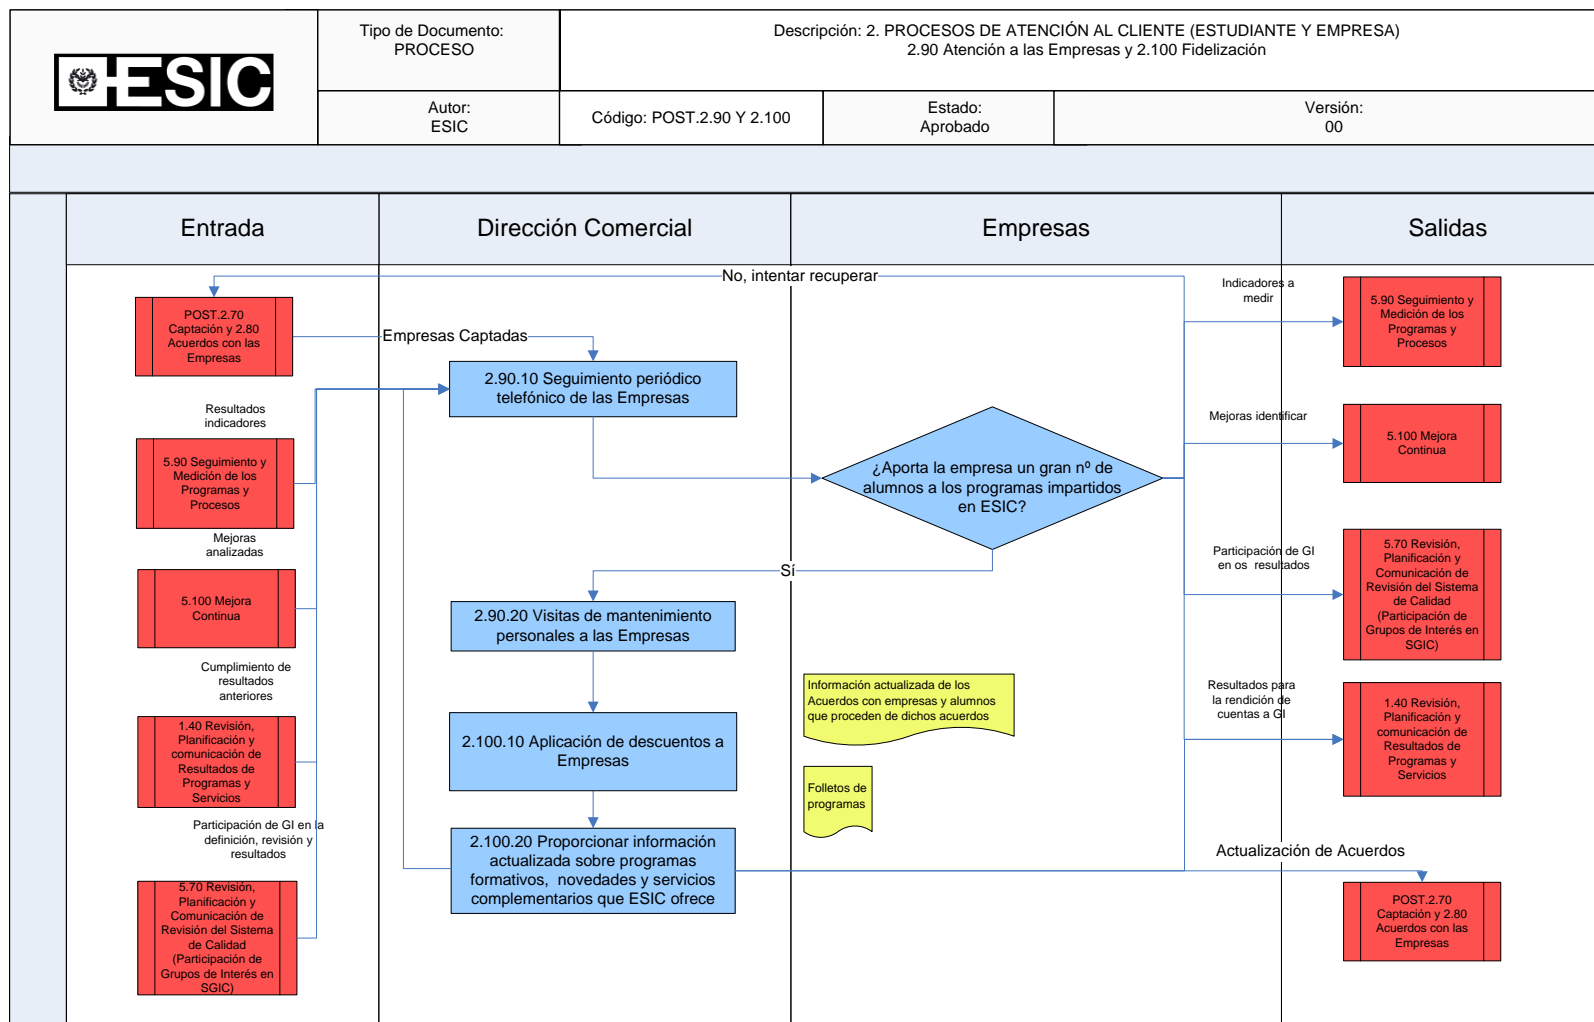 ESIC
Tipo de Documento:
PROCESO
Descripción: 2. PROCESOS DE ATENCIÓN AL CLIENTE (ESTUDIANTE Y EMPRESA)
2.90 Atención a las Empresas y 2.100 Fidelización
Autor:
ESIC
Código: POST.2.90 Y 2.100
Estado:
Aprobado
Versión:
00
Entrada
Dirección Comercial
Empresas
Salidas
No, intentar recuperar
POST.2.70
Captación y 2.80
Acuerdos con las
Empresas
Empresas Captadas
Resultados
indicadores
5.90 Seguimiento y
Medición de los
Programas y
Procesos
Mejoras
analizadas
5.100 Mejora
Continua
Cumplimiento de
resultados
anteriores
1.40 Revisión,
Planificación y
comunicación de
Resultados de
Programas y
Servicios
Participación de GI en la
definición, revisión y
resultados
5.70 Revisión,
Planificación y
Comunicación de
Revisión del Sistema
de Calidad
(Participación de
Grupos de Interés en
SGIC)
2.90.10 Seguimiento periódico
telefónico de las Empresas
¿Aporta la empresa un gran nº de
alumnos a los programas impartidos
en ESIC?
Sí
2.90.20 Visitas de mantenimiento
personales a las Empresas
2.100.10 Aplicación de descuentos a
Empresas
2.100.20 Proporcionar información
actualizada sobre programas
formativos, novedades y servicios
complementarios que ESIC ofrece
Información actualizada de los
Acuerdos con empresas y alumnos
que proceden de dichos acuerdos
Folletos de
programas
Indicadores a
medir
5.90 Seguimiento y
Medición de los
Programas y
Procesos
Mejoras identificar
5.100 Mejora
Continua
Participación de GI
en os resultados
5.70 Revisión,
Planificación y
Comunicación de
Revisión del Sistema
de Calidad
(Participación de
Grupos de Interés en
SGIC)
Resultados para
la rendición de
cuentas a GI
1.40 Revisión,
Planificación y
comunicación de
Resultados de
Programas y
Servicios
Actualización de Acuerdos
POST.2.70
Captación y 2.80
Acuerdos con las
Empresas